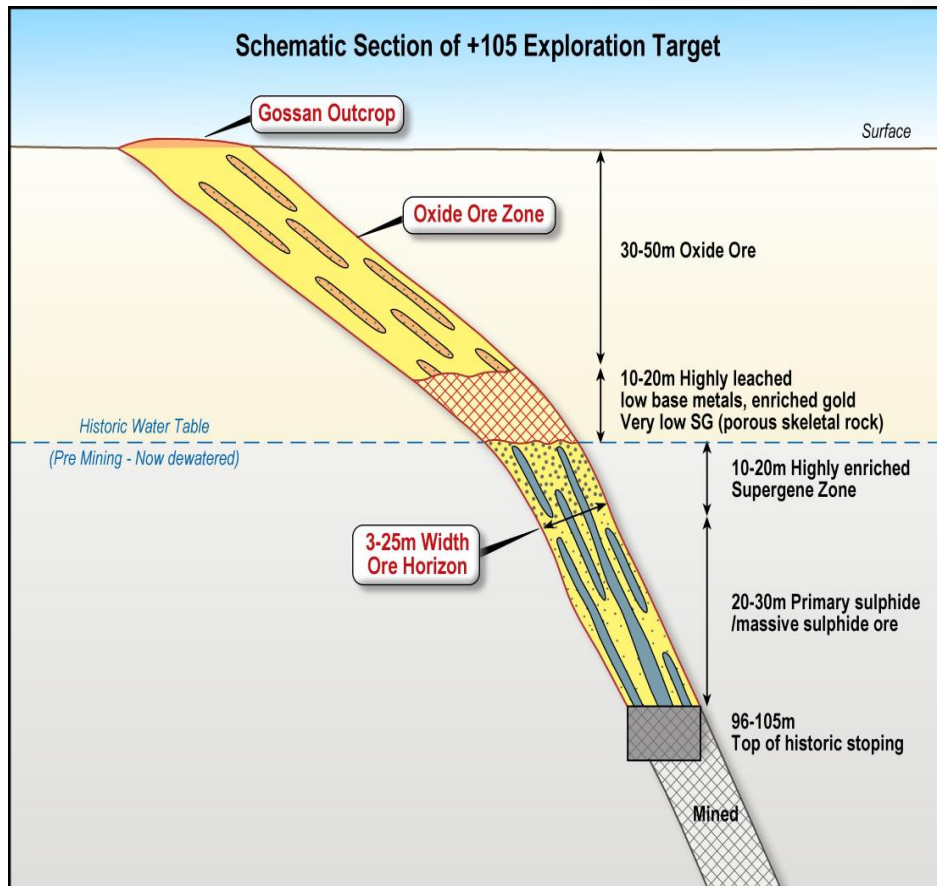 Schematic Section of +105 Exploration Target
Gossan Outcrop
Surface
Oxide Ore Zone
30-50m Oxide Ore
10-20m Highly leached
low base metals, enriched gold
Very low SG (porous skeletal rock)
Historic Water Table
(Pre Mining - Now dewatered)
10-20m Highly enriched
Supergene Zone
3-25m Width
Ore Horizon
20-30m Primary sulphide
/massive sulphide ore
96-105m
Top of historic stoping
Mined